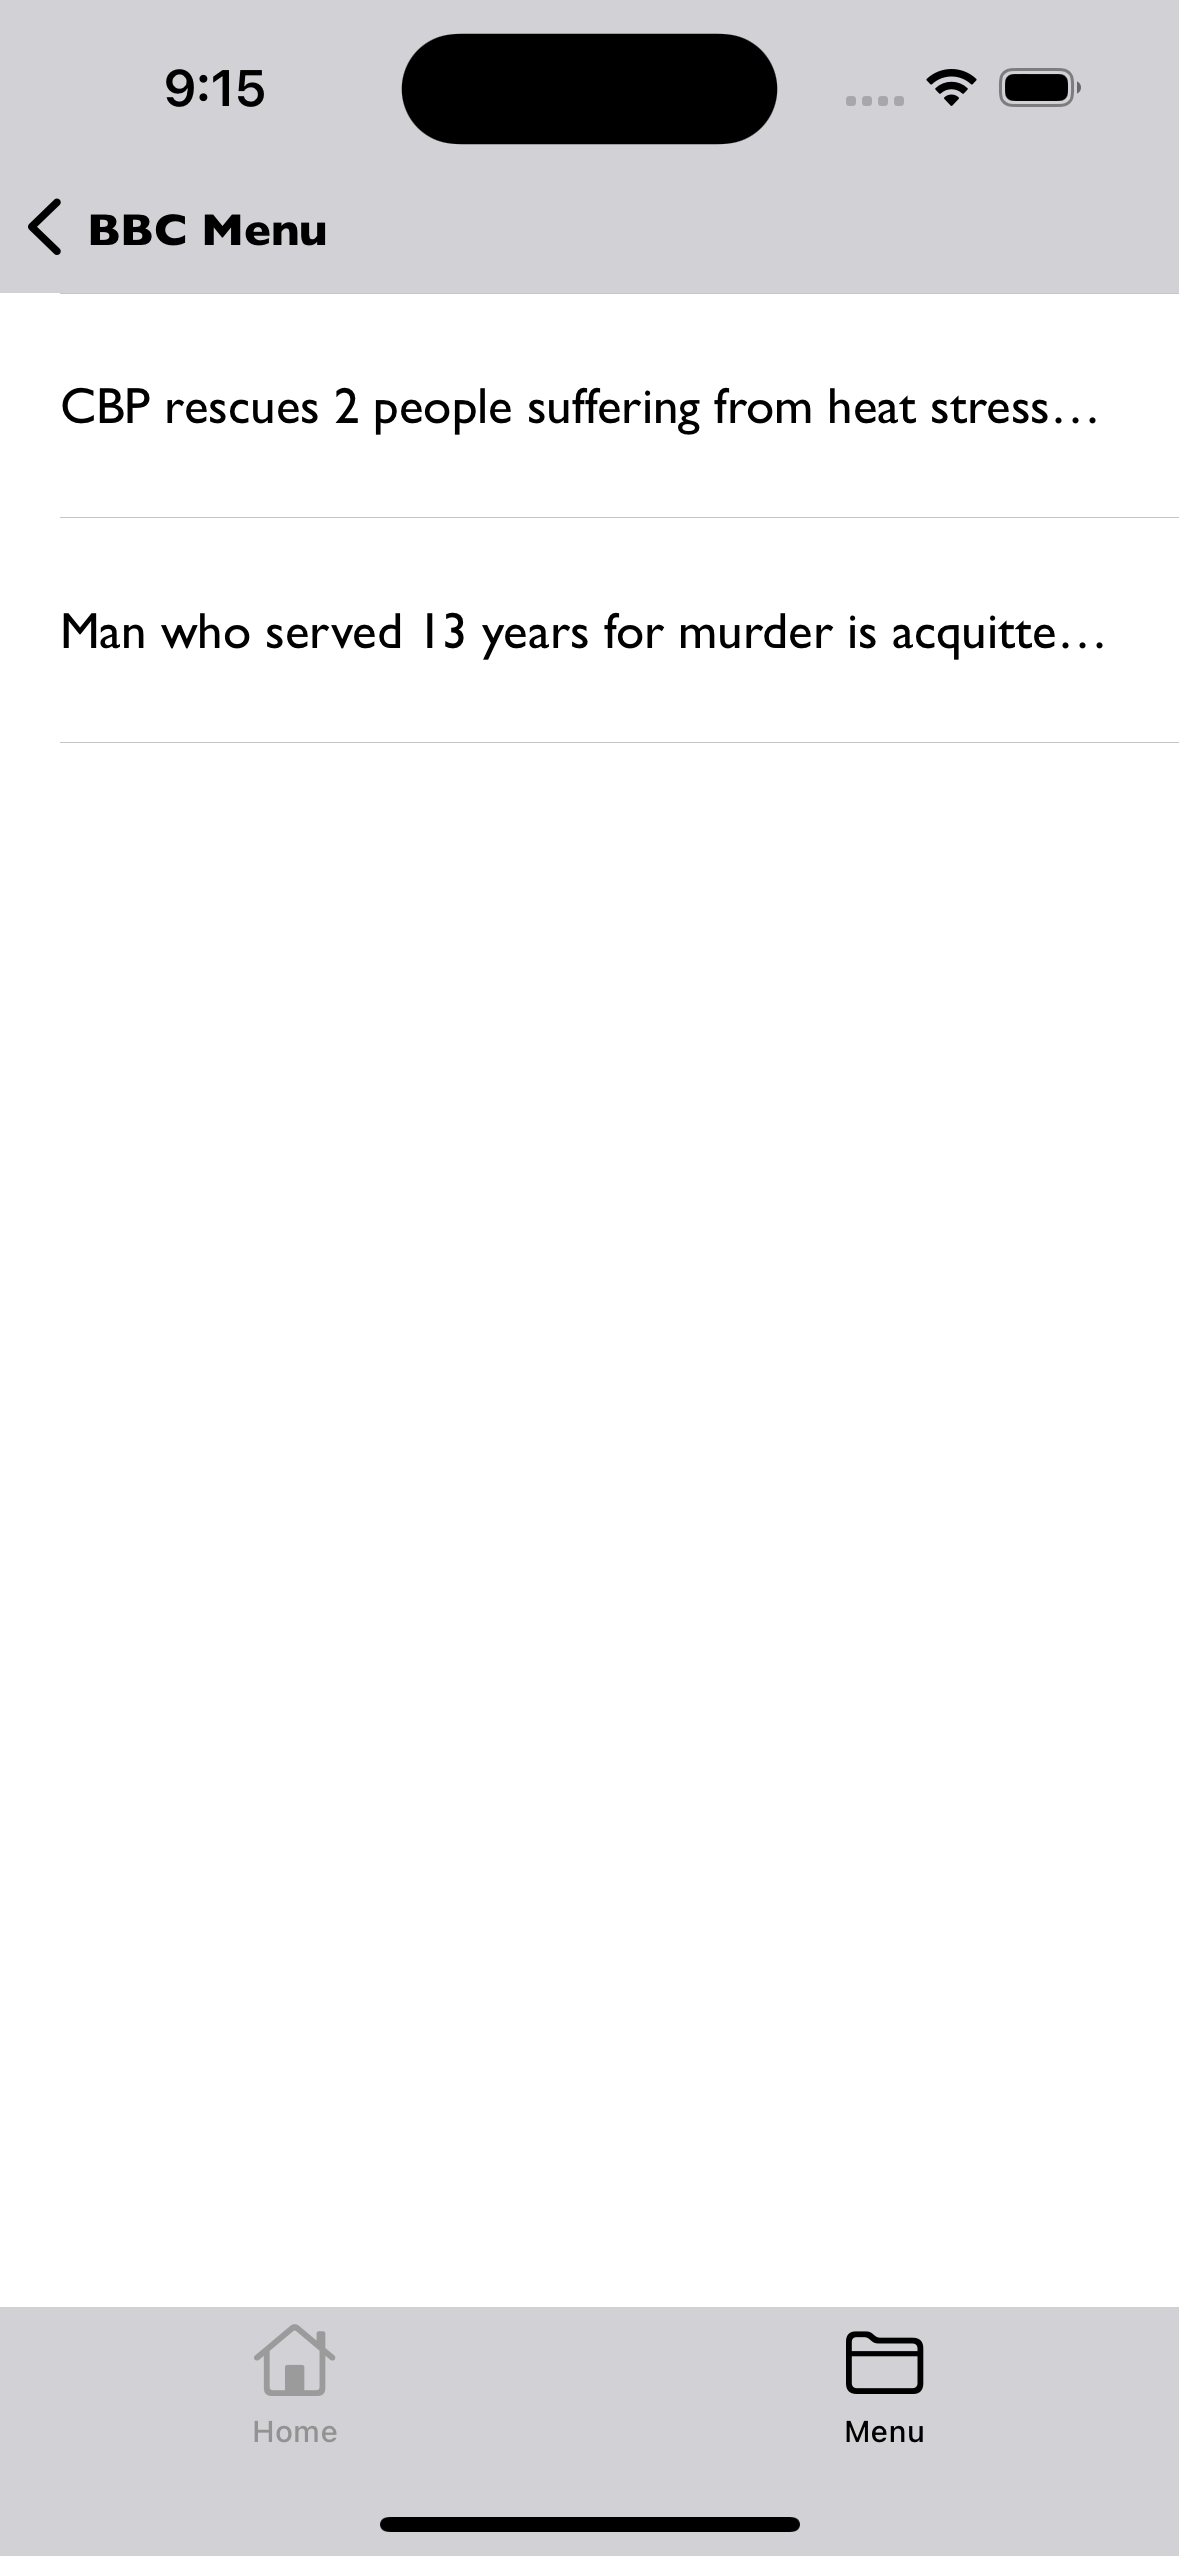 9:15
BBC Menu
CBP rescues 2 people suffering from heat stress…
Man who served 13 years for murder is acquitte…
Home
Menu